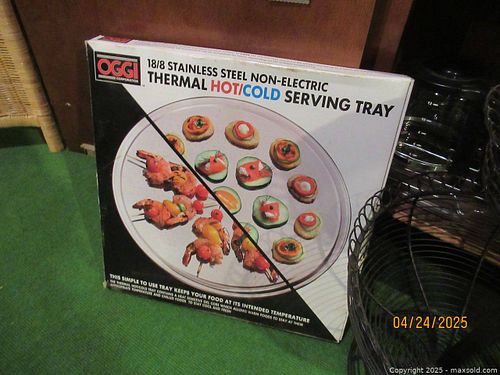 OGGI
CORPORATION
18/8 STAINLESS STEEL NON-ELECTRIC
THERMAL HOT/COLD SERVING TRAY
THIS SIMPLE TO USE TRAY KEEPS YOUR FOOD AT ITS INTENDED TEMPERATURE
04/24/2025
Copyright 2025 - maxsold.com